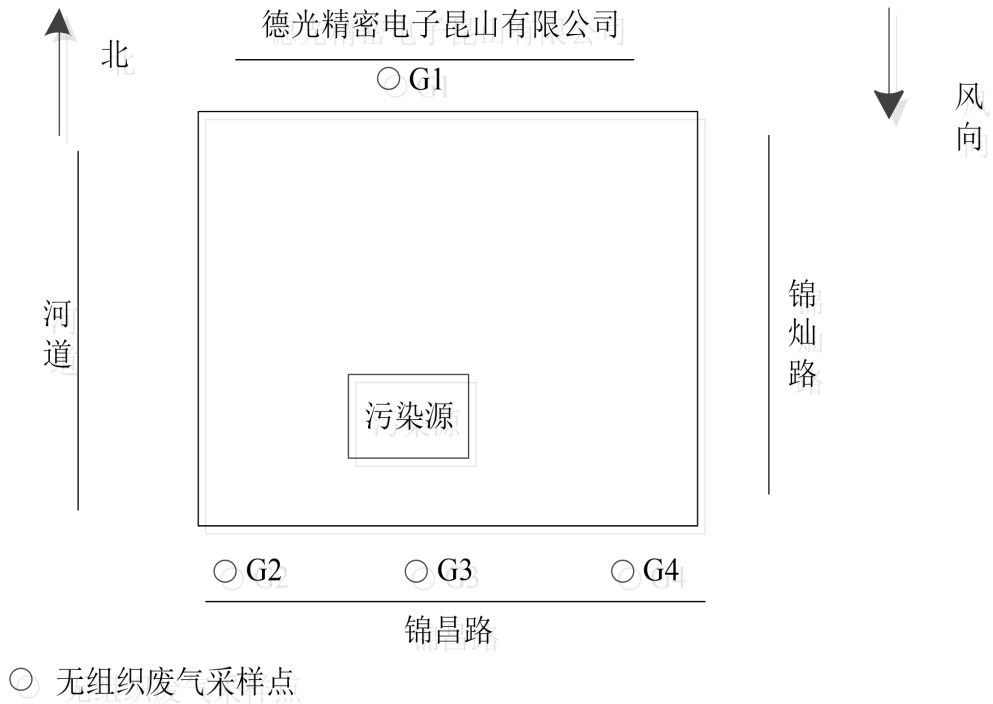 德光精密电子昆山有限公司
北
G1
风向
河道
锦灿路
污染源
G2
G3
G4
锦昌路
无组织废气采样点